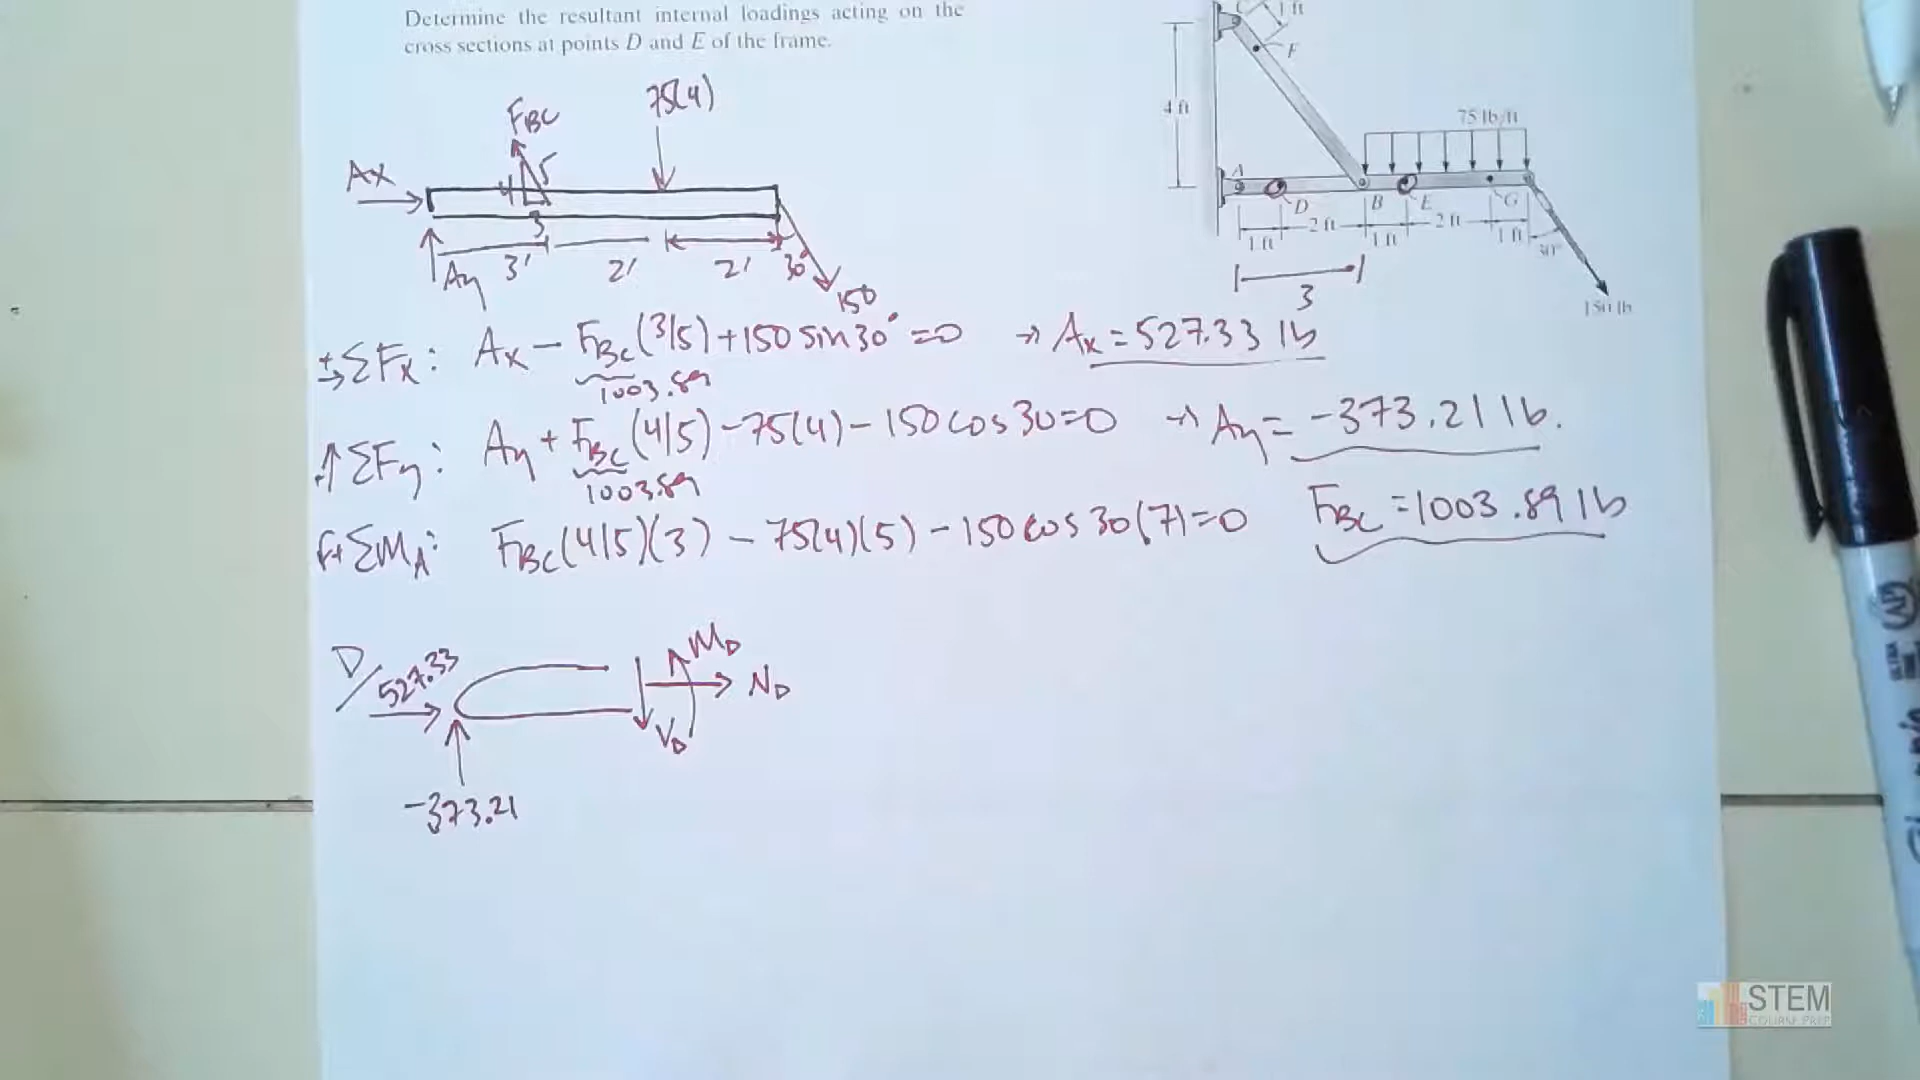 Determine the resultant internal loadings acting on the
cross sections at points D and E of the frame.
C
1 ft
F
4 ft
75 lb/ft
A
D
B
E
G
1 ft
2 ft
1 ft
2 ft
1 ft
30°
150 lb
3
FBC
75(4)
Ax
4
5
3
Ay
3'
2'
2'
30°
150
+→ΣFx: Ax − FBC(3/5)+150 sin30°=0 → Ax = 527.33 lb
1003.89
+↑ΣFy: Ay + FBC(4/5) −75(4) − 150 cos 30=0 → Ay = −373.21 lb.
1003.89
↺+ΣMA: FBC(4/5)(3) − 75(4)(5) − 150 cos 30(7)=0 FBC = 1003.89 lb
D/
527.33
MD
ND
VD
−373.21
STEM
COURSE PREP